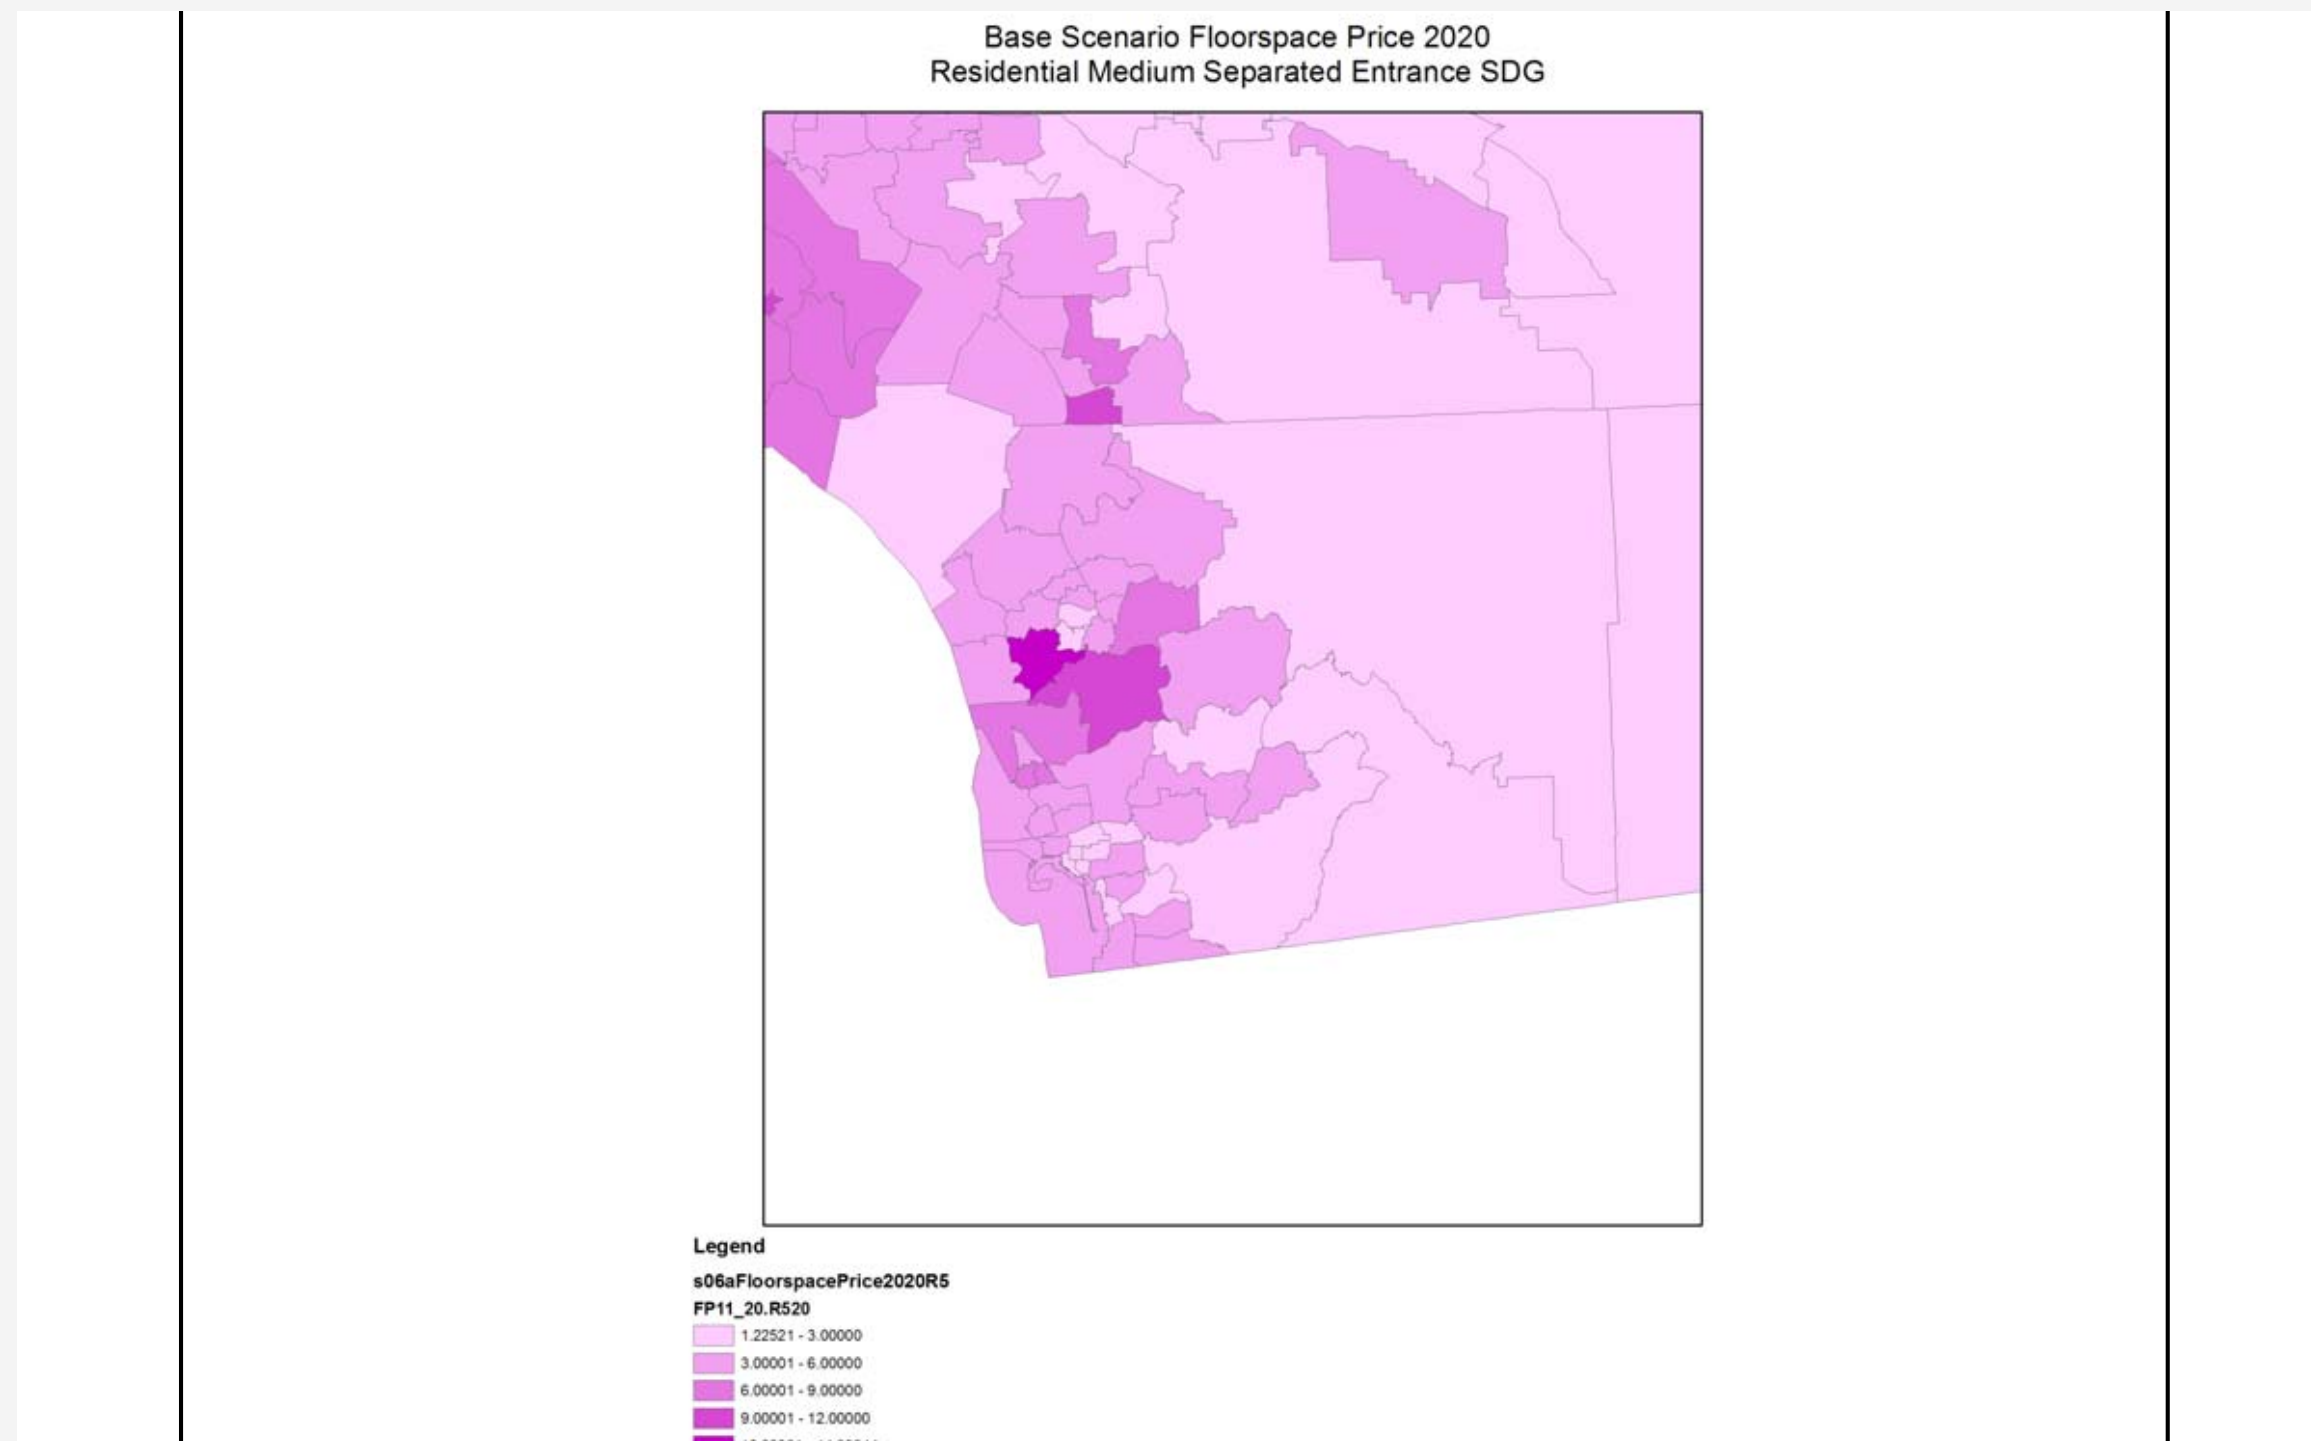 Base Scenario Floorspace Price 2020
Residential Medium Separated Entrance SDG
Legend
s06aFloorspacePrice2020R5
FP11_20.R520
1.22521 - 3.00000
3.00001 - 6.00000
6.00001 - 9.00000
9.00001 - 12.00000